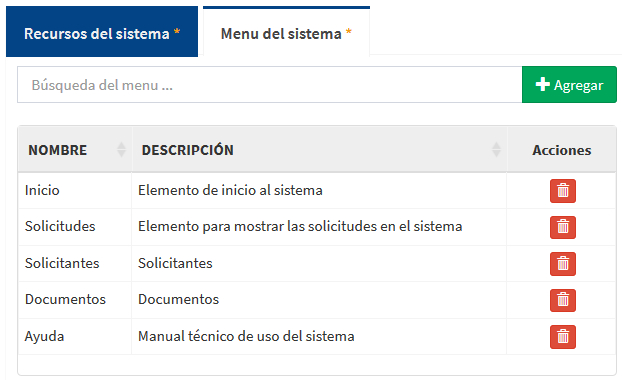 Recursos del sistema * Menu del sistema *
Búsqueda del menu ... Agregar
NOMBRE DESCRIPCIÓN Acciones
Inicio Elemento de inicio al sistema
Solicitudes Elemento para mostrar las solicitudes en el sistema
Solicitantes Solicitantes
Documentos Documentos
Ayuda Manual técnico de uso del sistema